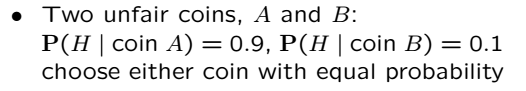 • Two unfair coins, A and B:
P(H | coin A) = 0.9, P(H | coin B) = 0.1
choose either coin with equal probability